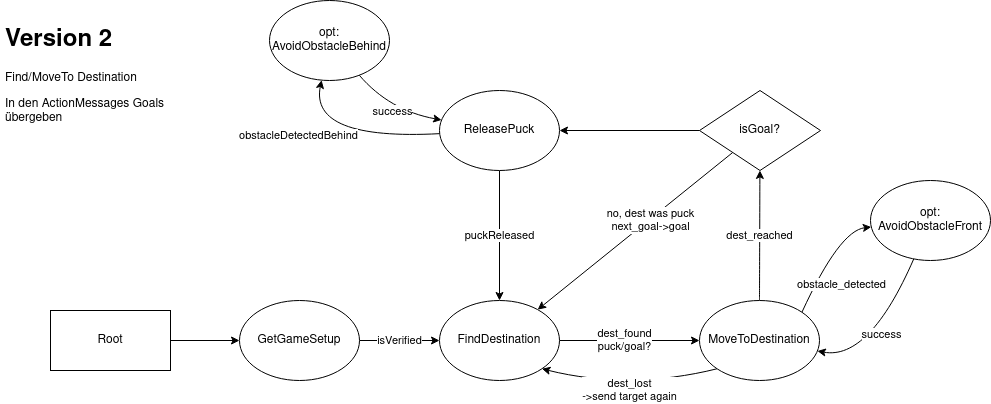 Version 2
Find/MoveTo Destination
In den ActionMessages Goals
übergeben
opt:
AvoidObstacleBehind
success
obstacleDetectedBehind
ReleasePuck
isGoal?
no, dest was puck
next_goal->goal
puckReleased
dest_reached
opt:
AvoidObstacleFront
obstacle_detected
success
Root
GetGameSetup
isVerified
FindDestination
dest_found
puck/goal?
MoveToDestination
dest_lost
->send target again